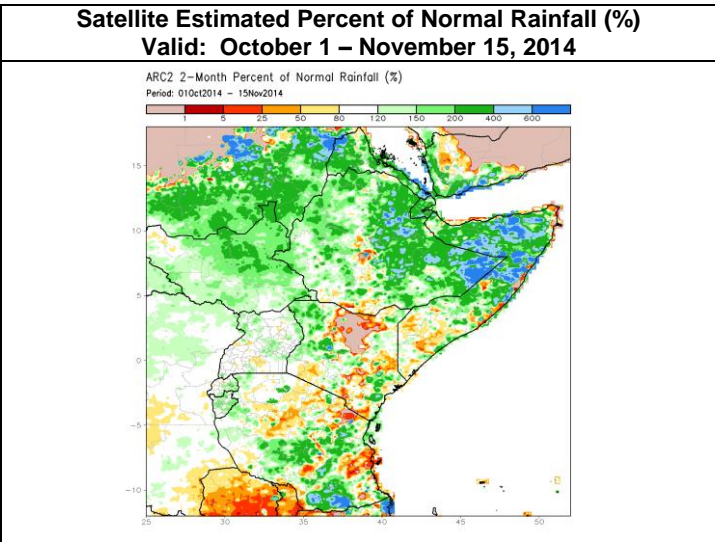 Satellite Estimated Percent of Normal Rainfall (%)
Valid:  October 1 – November 15, 2014
ARC2 2-Month Percent of Normal Rainfall (%)
Period: 01Oct2014 – 15Nov2014
1 5 25 50 80 120 150 200 400 600
15
10
5
0
-5
-10
25 30 35 40 45 50